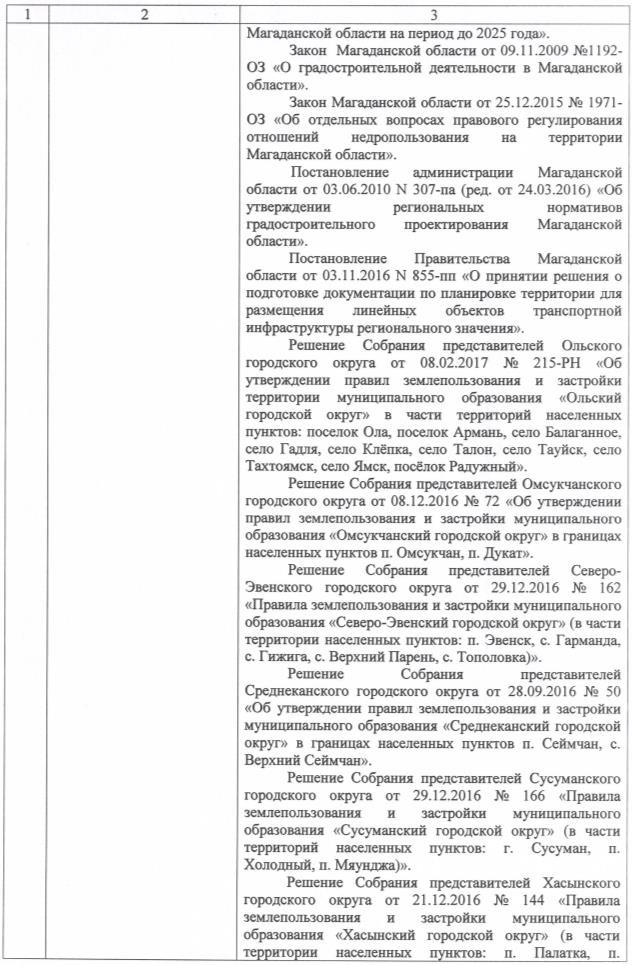 1 2 3
Магаданской области на период до 2025 года».
Закон Магаданской области от 09.11.2009 №1192-
ОЗ «О градостроительной деятельности в Магаданской
области».
Закон Магаданской области от 25.12.2015 № 1971-
ОЗ «Об отдельных вопросах правового регулирования
отношений недропользования на территории
Магаданской области».
Постановление администрации Магаданской
области от 03.06.2010 N 307-па (ред. от 24.03.2016) «Об
утверждении региональных нормативов
градостроительного проектирования Магаданской
области».
Постановление Правительства Магаданской
области от 03.11.2016 N 855-пп «О принятии решения о
подготовке документации по планировке территории для
размещения линейных объектов транспортной
инфраструктуры регионального значения».
Решение Собрания представителей Ольского
городского округа от 08.02.2017 № 215-РН «Об
утверждении правил землепользования и застройки
территории муниципального образования «Ольский
городской округ» в части территорий населенных
пунктов: поселок Ола, поселок Армань, село Балаганное,
село Гадля, село Клёпка, село Талон, село Тауйск, село
Тахтоямск, село Ямск, посёлок Радужный».
Решение Собрания представителей Омсукчанского
городского округа от 08.12.2016 № 72 «Об утверждении
правил землепользования и застройки муниципального
образования «Омсукчанский городской округ» в границах
населенных пунктов п. Омсукчан, п. Дукат».
Решение Собрания представителей Северо-
Эвенского городского округа от 29.12.2016 № 162
«Правила землепользования и застройки муниципального
образования «Северо-Эвенский городской округ» (в части
территории населенных пунктов: п. Эвенск, с. Гарманда,
с. Гижига, с. Верхний Парень, с. Тополовка)».
Решение Собрания представителей
Среднеканского городского округа от 28.09.2016 № 50
«Об утверждении правил землепользования и застройки
муниципального образования «Среднеканский городской
округ» в границах населенных пунктов п. Сеймчан, с.
Верхний Сеймчан».
Решение Собрания представителей Сусуманского
городского округа от 29.12.2016 № 166 «Правила
землепользования и застройки муниципального
образования «Сусуманский городской округ» (в части
территорий населенных пунктов: г. Сусуман, п.
Холодный, п. Мяунджа)».
Решение Собрания представителей Хасынского
городского округа от 21.12.2016 № 144 «Правила
землепользования и застройки муниципального
образования «Хасынский городской округ» (в части
территории населенных пунктов: п. Палатка, п.